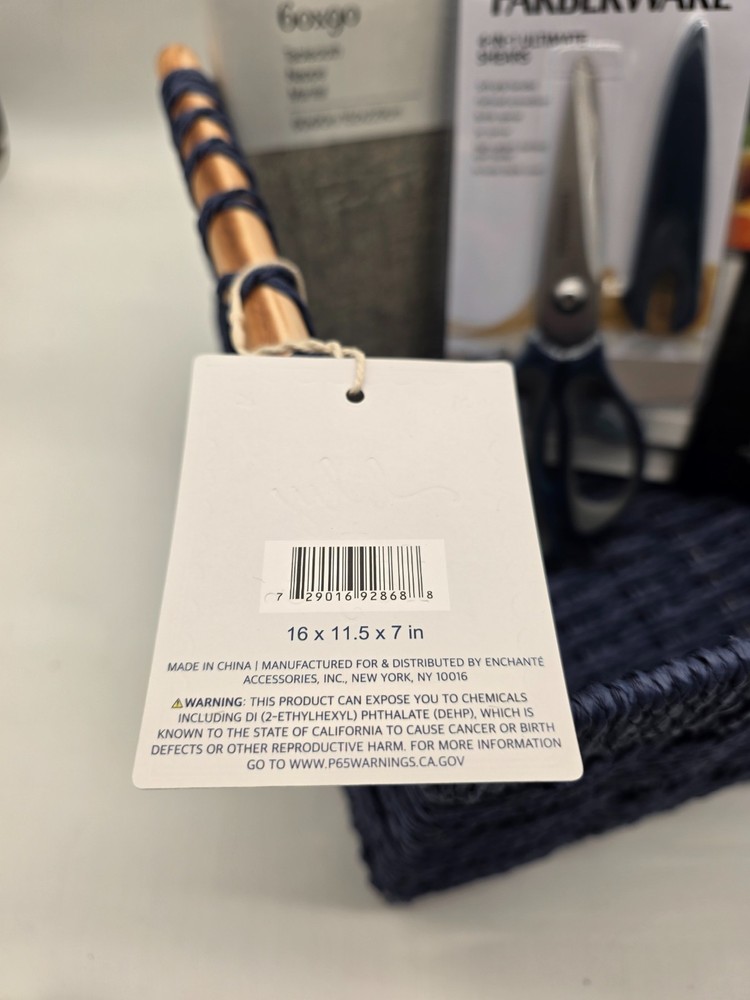 FARBERWARE
SHEARS
7 29016 92868 8
16 x 11.5 x 7 in
MADE IN CHINA | MANUFACTURED FOR & DISTRIBUTED BY ENCHANTÉ
ACCESSORIES, INC., NEW YORK, NY 10016
⚠WARNING: THIS PRODUCT CAN EXPOSE YOU TO CHEMICALS
INCLUDING DI (2-ETHYLHEXYL) PHTHALATE (DEHP), WHICH IS
KNOWN TO THE STATE OF CALIFORNIA TO CAUSE CANCER OR BIRTH
DEFECTS OR OTHER REPRODUCTIVE HARM. FOR MORE INFORMATION
GO TO WWW.P65WARNINGS.CA.GOV